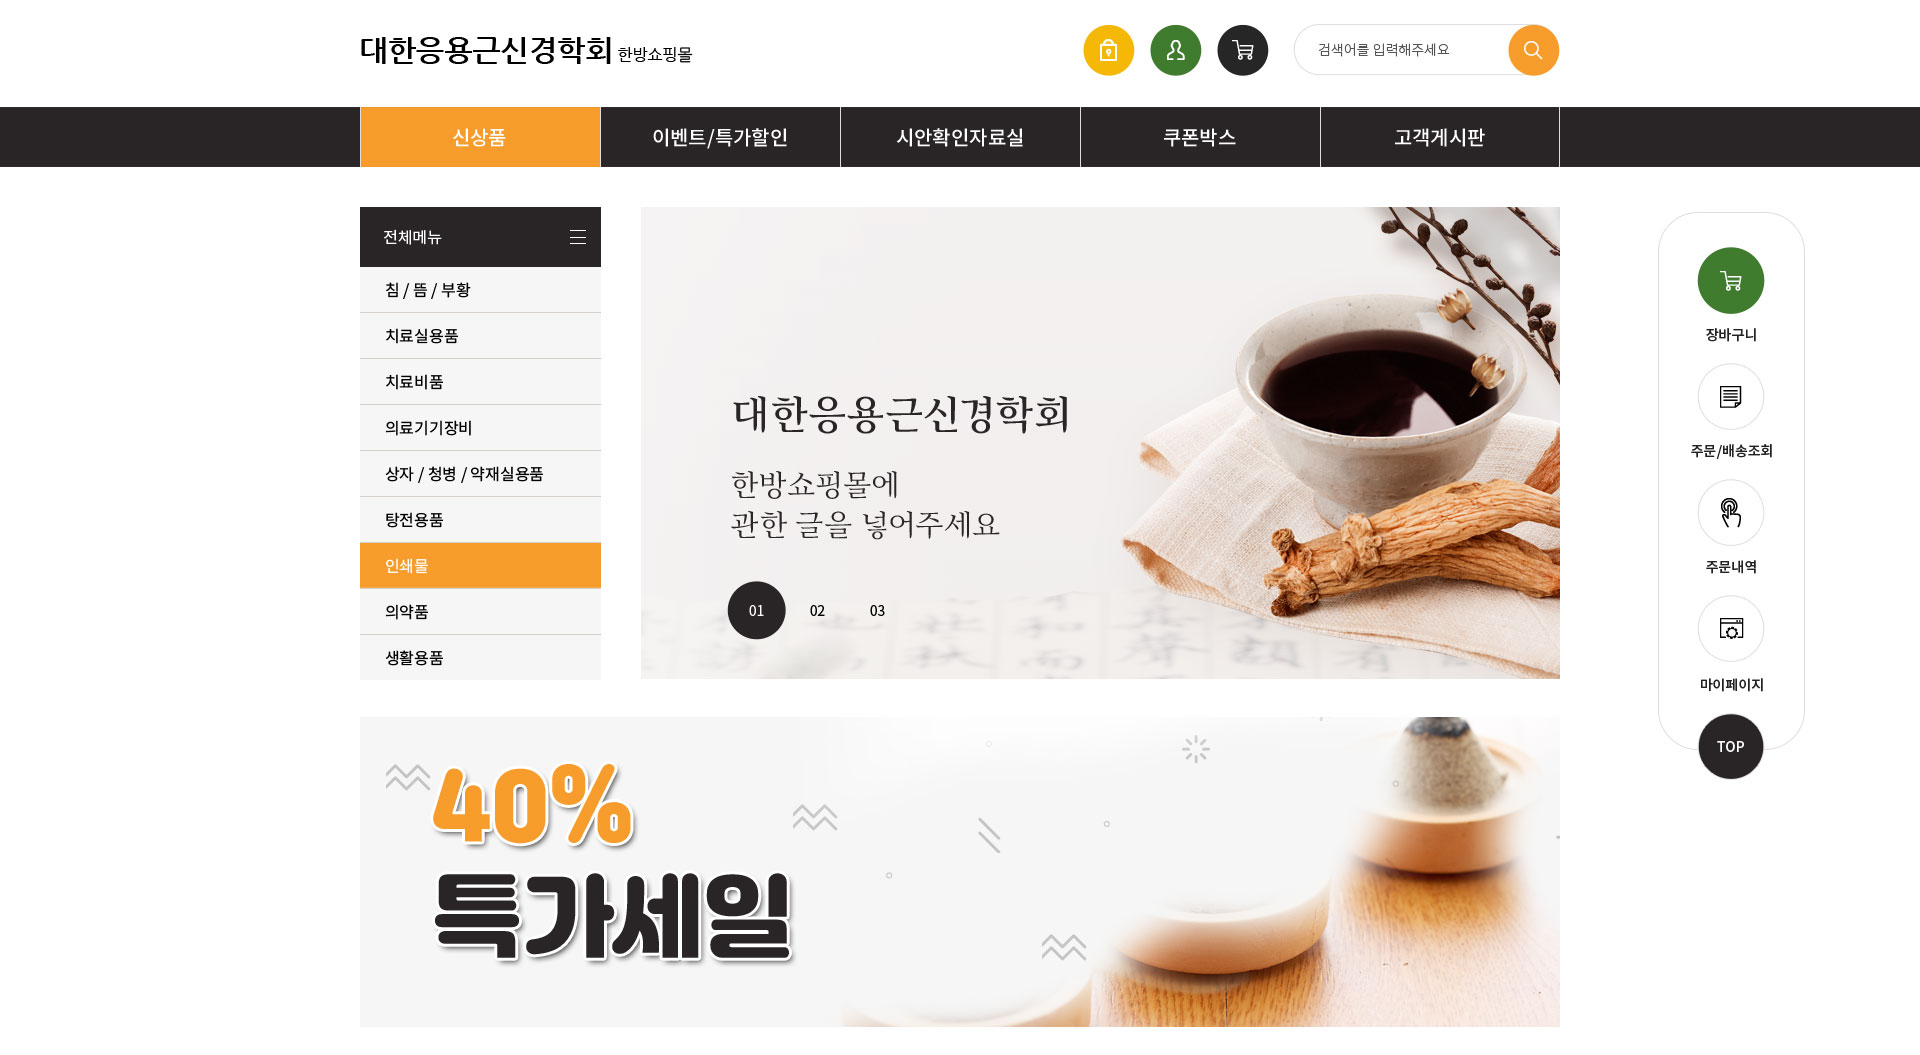 대한응용근신경학회 한방쇼핑몰
검색어를 입력해주세요
신상품 이벤트/특가할인 시안확인자료실 쿠폰박스 고객게시판
전체메뉴
침 / 뜸 / 부황
치료실용품
치료비품
의료기기장비
상자 / 청병 / 약재실용품
탕전용품
인쇄물
의약품
생활용품
대한응용근신경학회
한방쇼핑몰에
관한 글을 넣어주세요
01 02 03
장바구니
주문/배송조회
주문내역
마이페이지
TOP
40%
특가세일